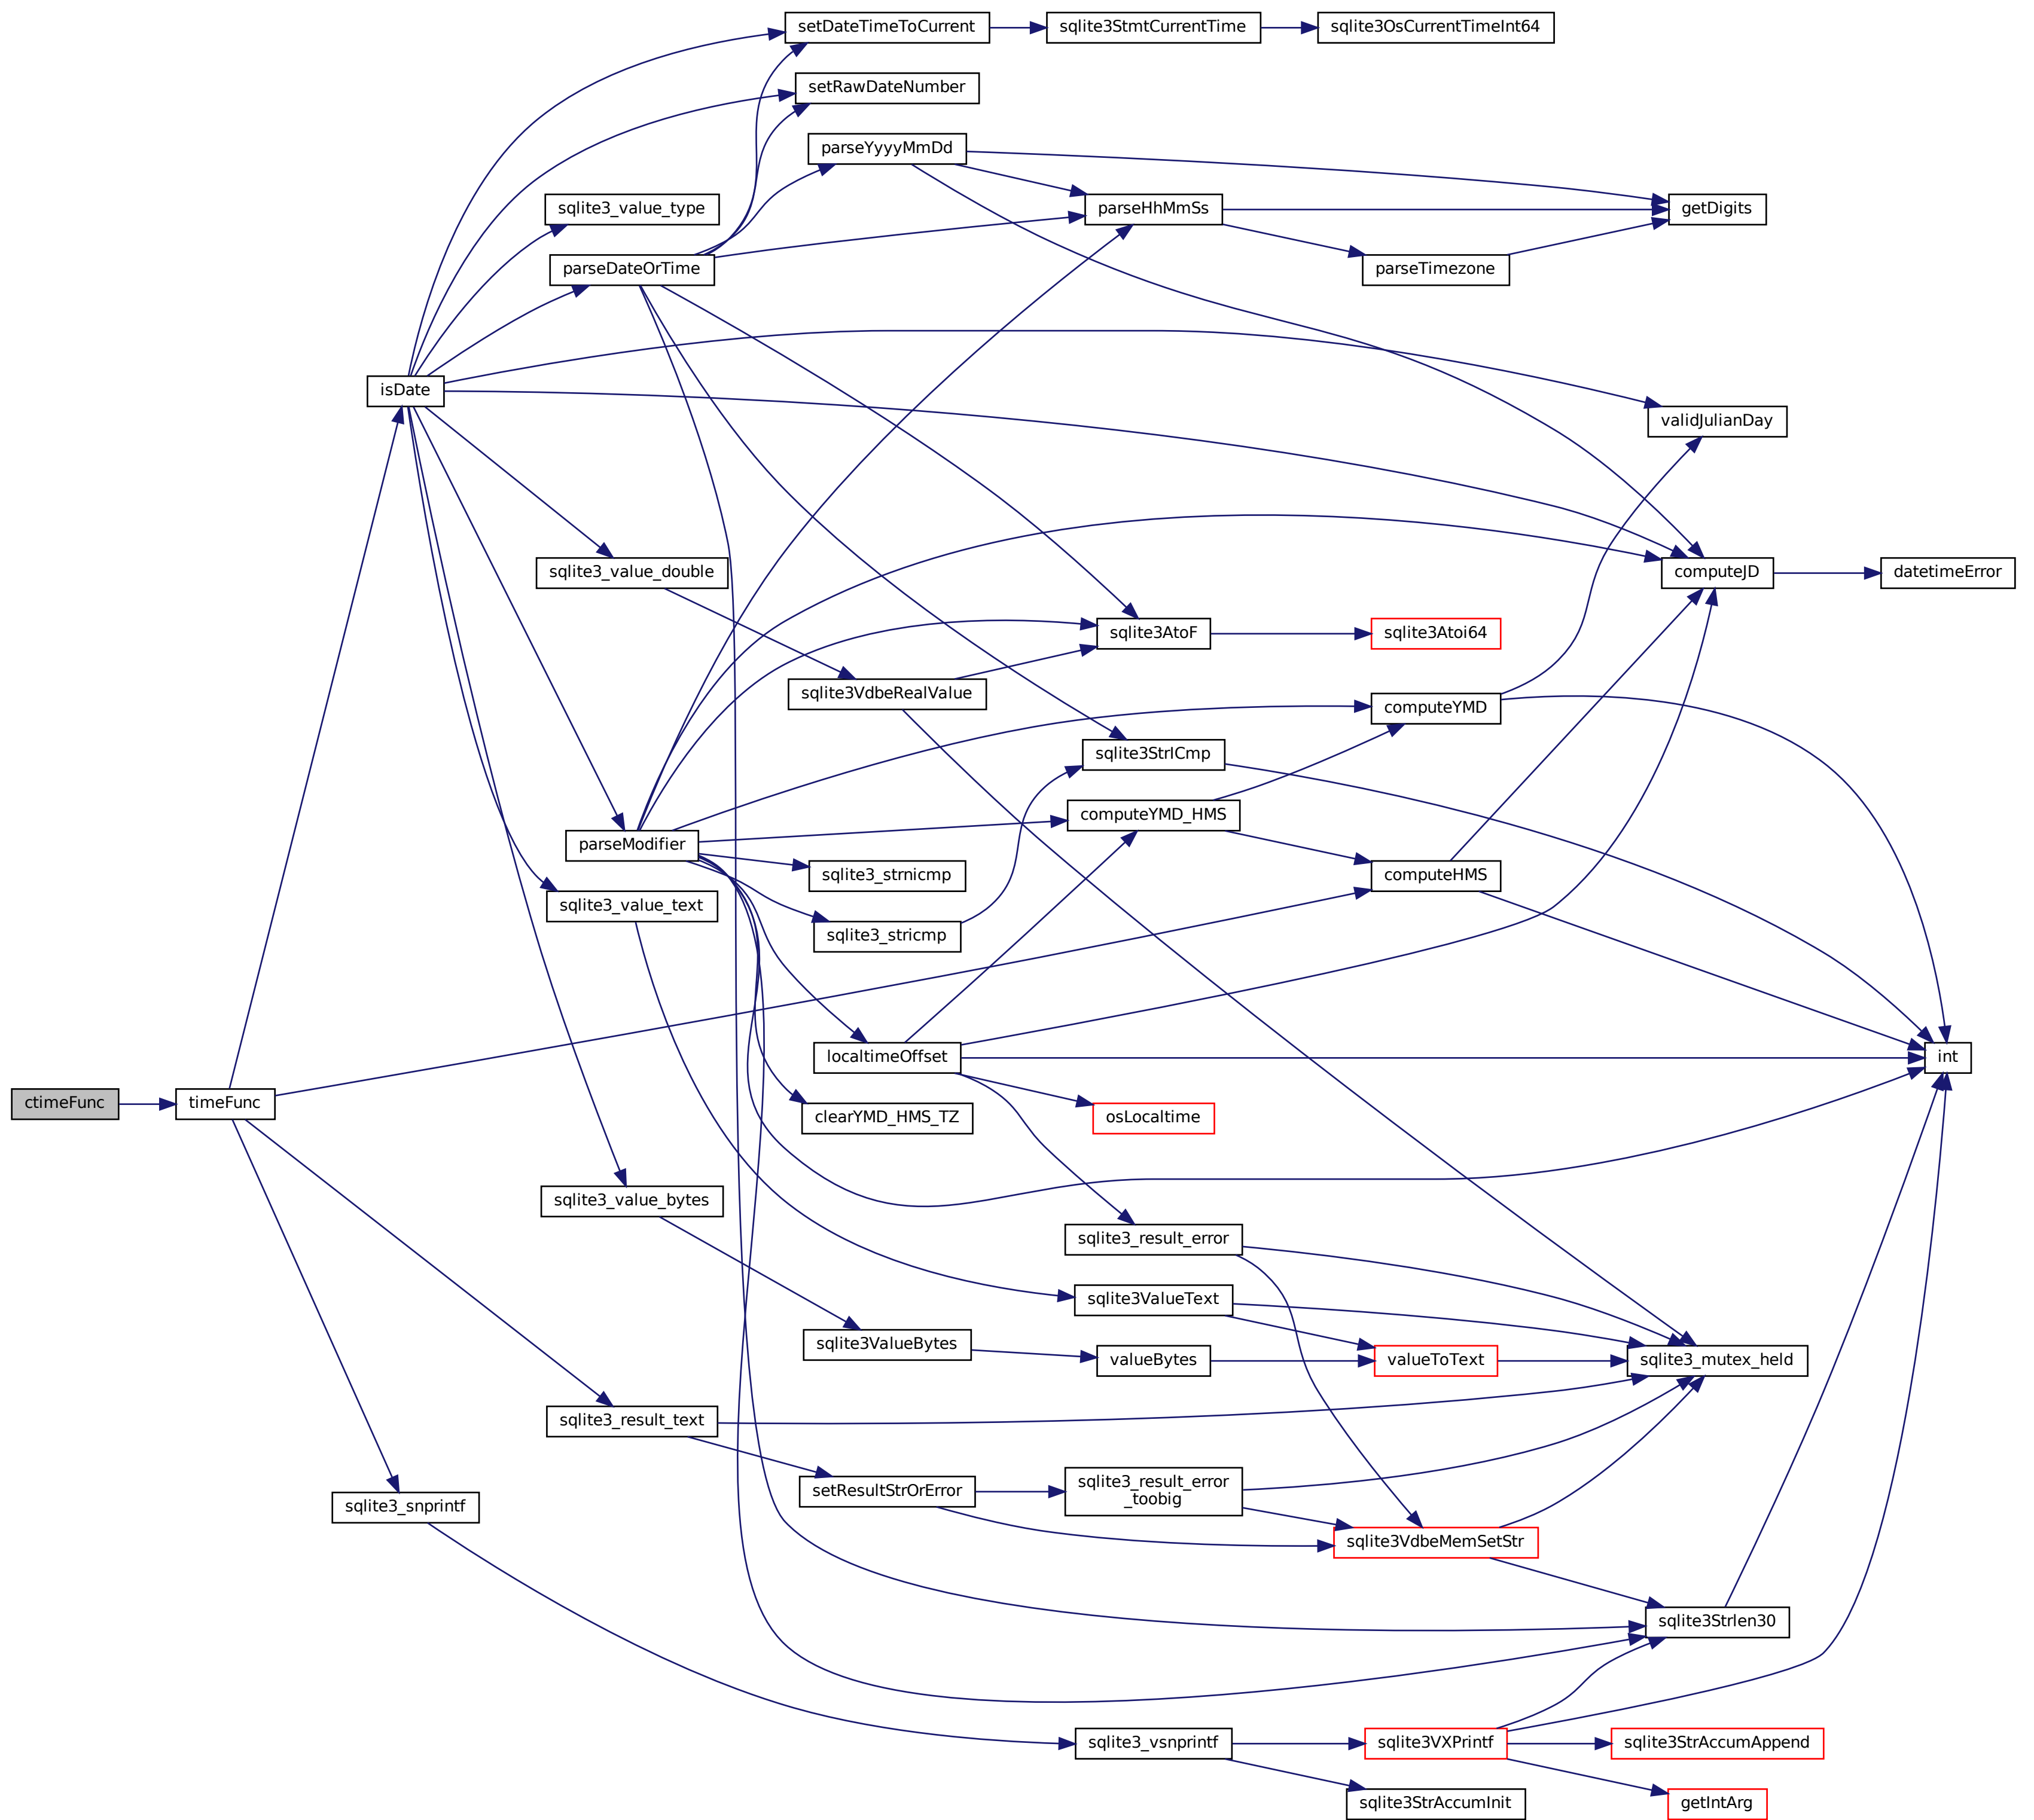 setDateTimeToCurrent
sqlite3StmtCurrentTime
sqlite3OsCurrentTimeInt64
setRawDateNumber
parseYyyyMmDd
sqlite3_value_type
parseHhMmSs
getDigits
parseDateOrTime
parseTimezone
isDate
validJulianDay
sqlite3_value_double
computeJD
datetimeError
sqlite3AtoF
sqlite3Atoi64
sqlite3VdbeRealValue
computeYMD
sqlite3StrICmp
computeYMD_HMS
parseModifier
sqlite3_strnicmp
computeHMS
sqlite3_value_text
sqlite3_stricmp
localtimeOffset
int
ctimeFunc
timeFunc
clearYMD_HMS_TZ
osLocaltime
sqlite3_value_bytes
sqlite3_result_error
sqlite3ValueText
sqlite3ValueBytes
valueBytes
valueToText
sqlite3_mutex_held
sqlite3_result_text
setResultStrOrError
sqlite3_result_error
_toobig
sqlite3_snprintf
sqlite3VdbeMemSetStr
sqlite3Strlen30
sqlite3_vsnprintf
sqlite3VXPrintf
sqlite3StrAccumAppend
sqlite3StrAccumInit
getIntArg